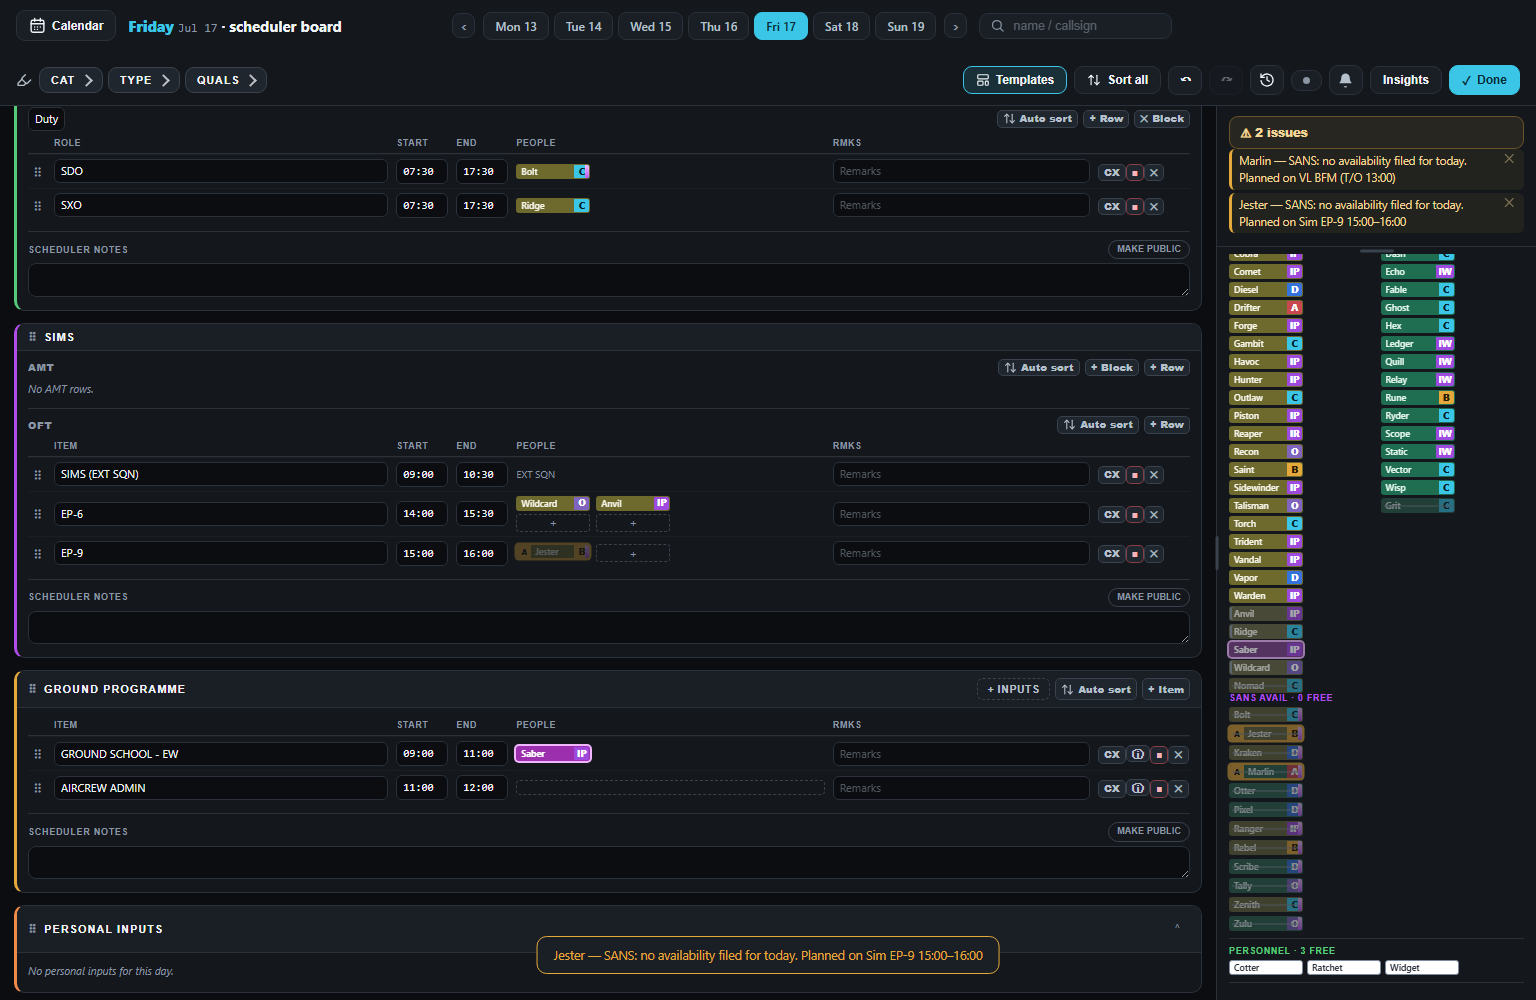 Calendar
Friday Jul 17 · scheduler board
‹ Mon 13 Tue 14 Wed 15 Thu 16 Fri 17 Sat 18 Sun 19 ›
name / callsign
CAT TYPE QUALS
Templates Sort all Insights ✓ Done
Duty
Auto sort + Row × Block
ROLE START END PEOPLE RMKS
SDO 07:30 17:30 Bolt C Remarks CX
SXO 07:30 17:30 Ridge C Remarks CX
SCHEDULER NOTES MAKE PUBLIC
SIMS
AMT Auto sort + Block + Row
No AMT rows.
OFT Auto sort + Row
ITEM START END PEOPLE RMKS
SIMS (EXT SQN) 09:00 10:30 EXT SQN Remarks CX
EP-6 14:00 15:30 Wildcard O Anvil IP Remarks CX
+ +
EP-9 15:00 16:00 A Jester B + Remarks CX
SCHEDULER NOTES MAKE PUBLIC
GROUND PROGRAMME + INPUTS Auto sort + Item
ITEM START END PEOPLE RMKS
GROUND SCHOOL - EW 09:00 11:00 Saber IP Remarks CX
AIRCREW ADMIN 11:00 12:00 Remarks CX
SCHEDULER NOTES MAKE PUBLIC
PERSONAL INPUTS
No personal inputs for this day.
Jester — SANS: no availability filed for today. Planned on Sim EP-9 15:00–16:00
⚠ 2 issues
Marlin — SANS: no availability filed for today.
Planned on VL BFM (T/O 13:00)
Jester — SANS: no availability filed for today.
Planned on Sim EP-9 15:00–16:00
Cobra IP
Comet IP
Diesel D
Drifter A
Forge IP
Gambit C
Havoc IP
Hunter IP
Outlaw C
Piston IP
Reaper IR
Recon O
Saint B
Sidewinder IP
Talisman O
Torch C
Trident IP
Vandal IP
Vapor D
Warden IP
Anvil IP
Ridge C
Saber IP
Wildcard O
Nomad C
Dash C
Echo IW
Fable C
Ghost C
Hex C
Ledger IW
Quill IW
Relay IW
Rune B
Ryder C
Scope IW
Static IW
Vector C
Wisp C
Grit C
SANS AVAIL · 0 FREE
Bolt C
A Jester B
Kraken D
A Marlin A
Otter D
Pixel D
Ranger IP
Rebel B
Scribe D
Tally O
Zenith C
Zulu O
PERSONNEL · 3 FREE
Cotter Ratchet Widget